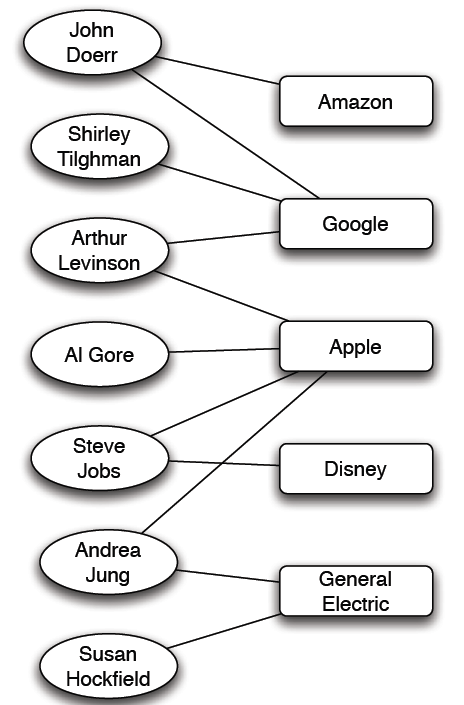 John
Doerr
Amazon
Shirley
Tilghman
Google
Arthur
Levinson
Apple
Al Gore
Steve
Jobs
Disney
Andrea
Jung
General
Electric
Susan
Hockfield